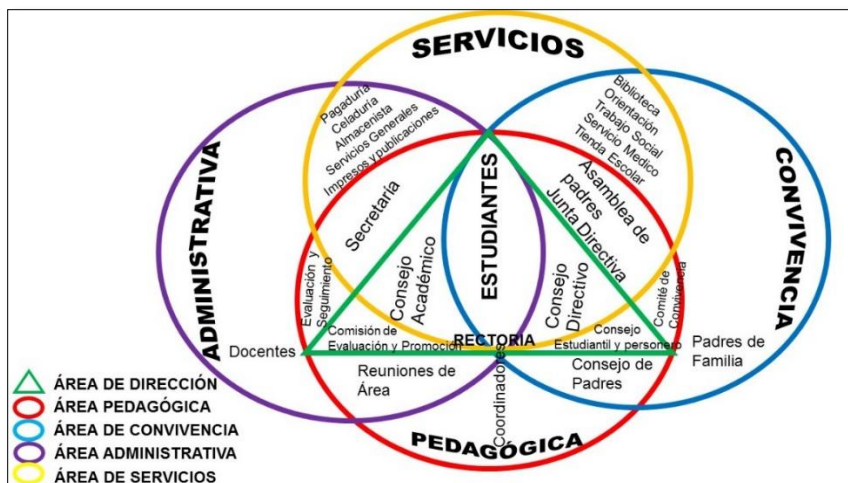 SERVICIOS
Pagaduría
Celaduría
Almacenista
Servicios Generales
Impresos y publicaciones
Biblioteca
Orientación
Trabajo Social
Servicio Medico
Tienda Escolar
ADMINISTRATIVA
CONVIVENCIA
Secretaría
ESTUDIANTES
Asamblea de
padres
Junta Directiva
Evaluación y
Seguimiento
Consejo
Académico
Consejo
Directivo
Comité de
Convivencia
Comisión de
Evaluación y Promoción
RECTORIA
Consejo
Estudiantil y personero
Docentes
Padres de
Familia
Reuniones de
Área
Coordinadores
Consejo de
Padres
PEDAGÓGICA
ÁREA DE DIRECCIÓN
ÁREA PEDAGÓGICA
ÁREA DE CONVIVENCIA
ÁREA ADMINISTRATIVA
ÁREA DE SERVICIOS